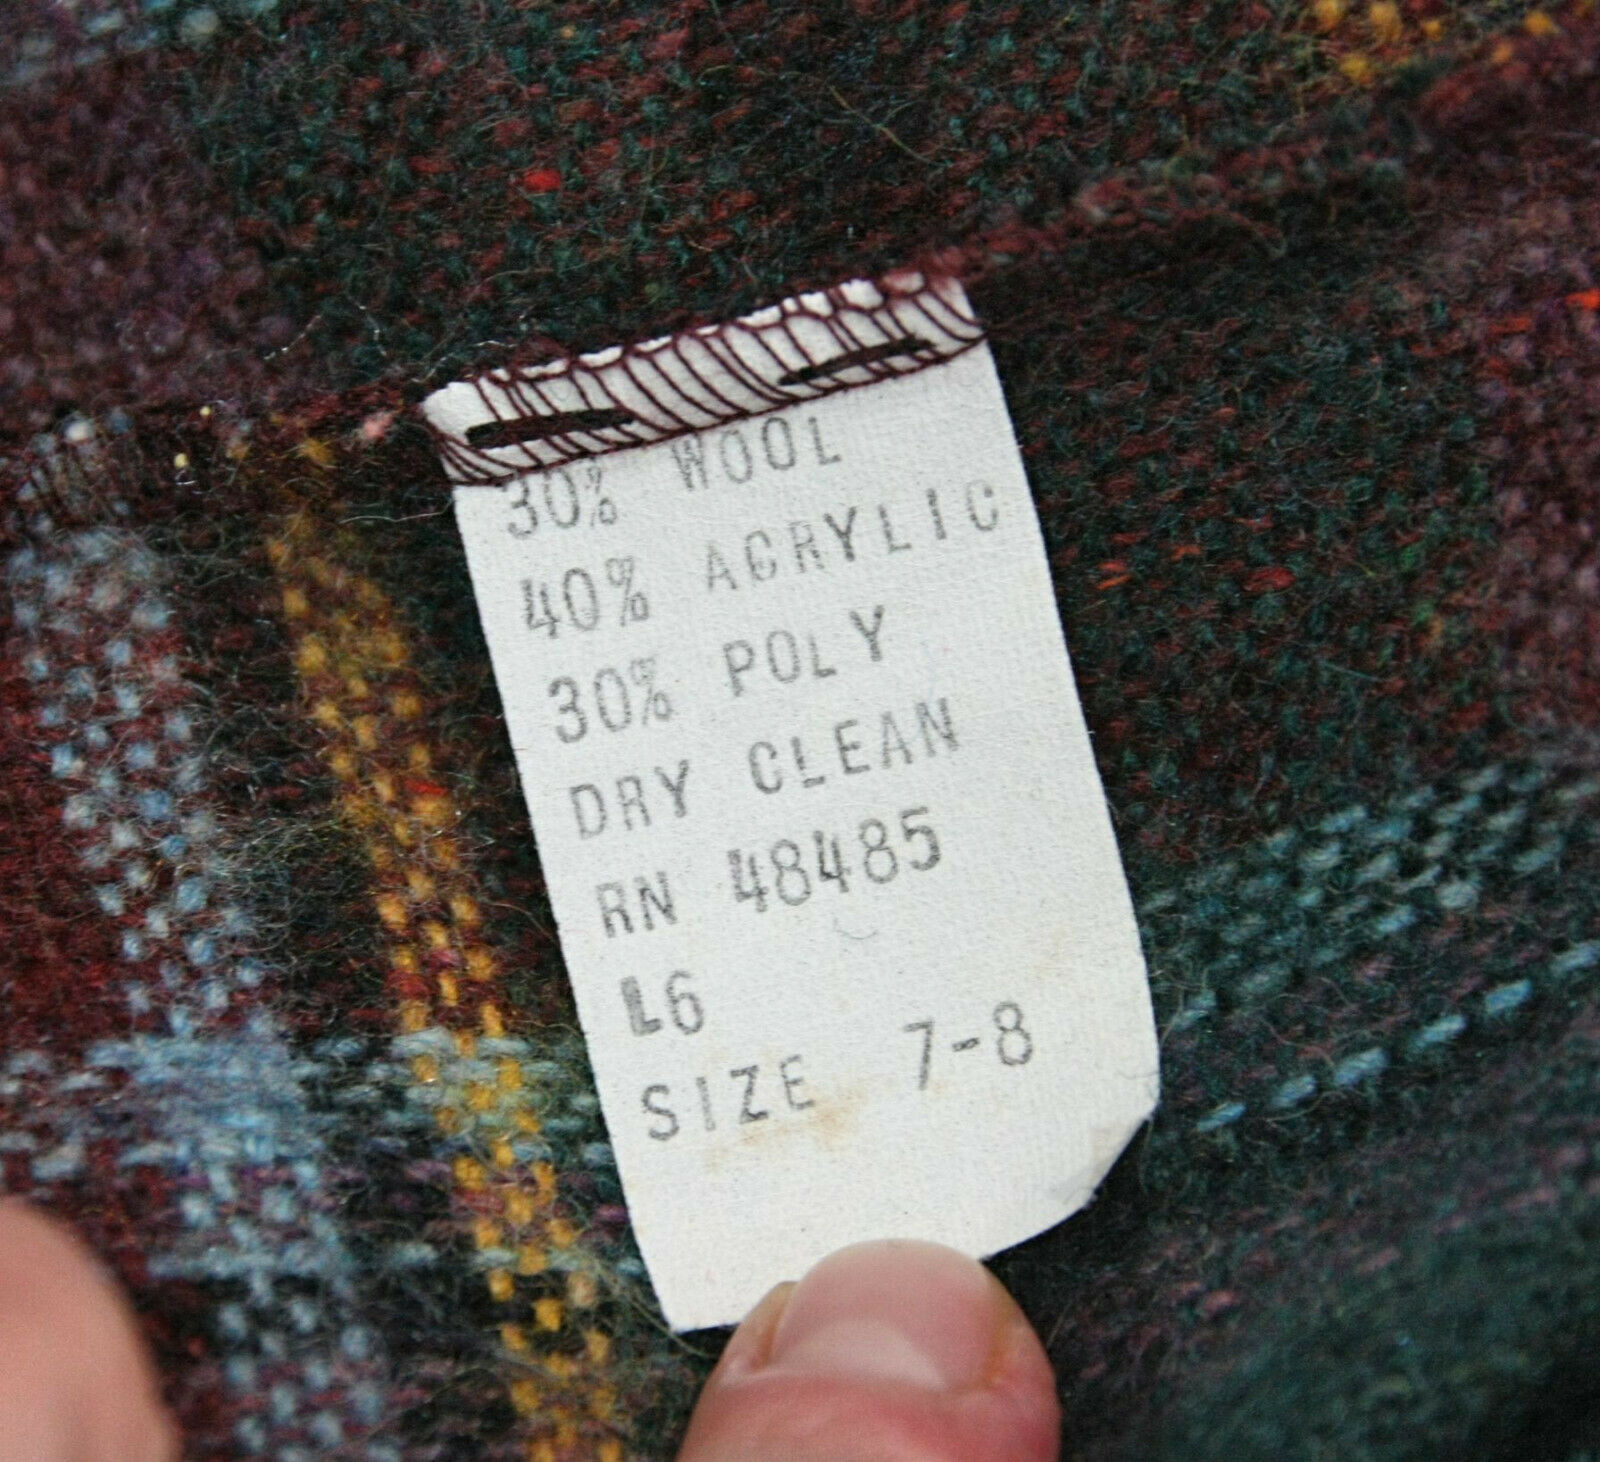 30% WOOL
40% ACRYLIC
30% POLY
DRY CLEAN
RN 48485
L6
SIZE 7-8